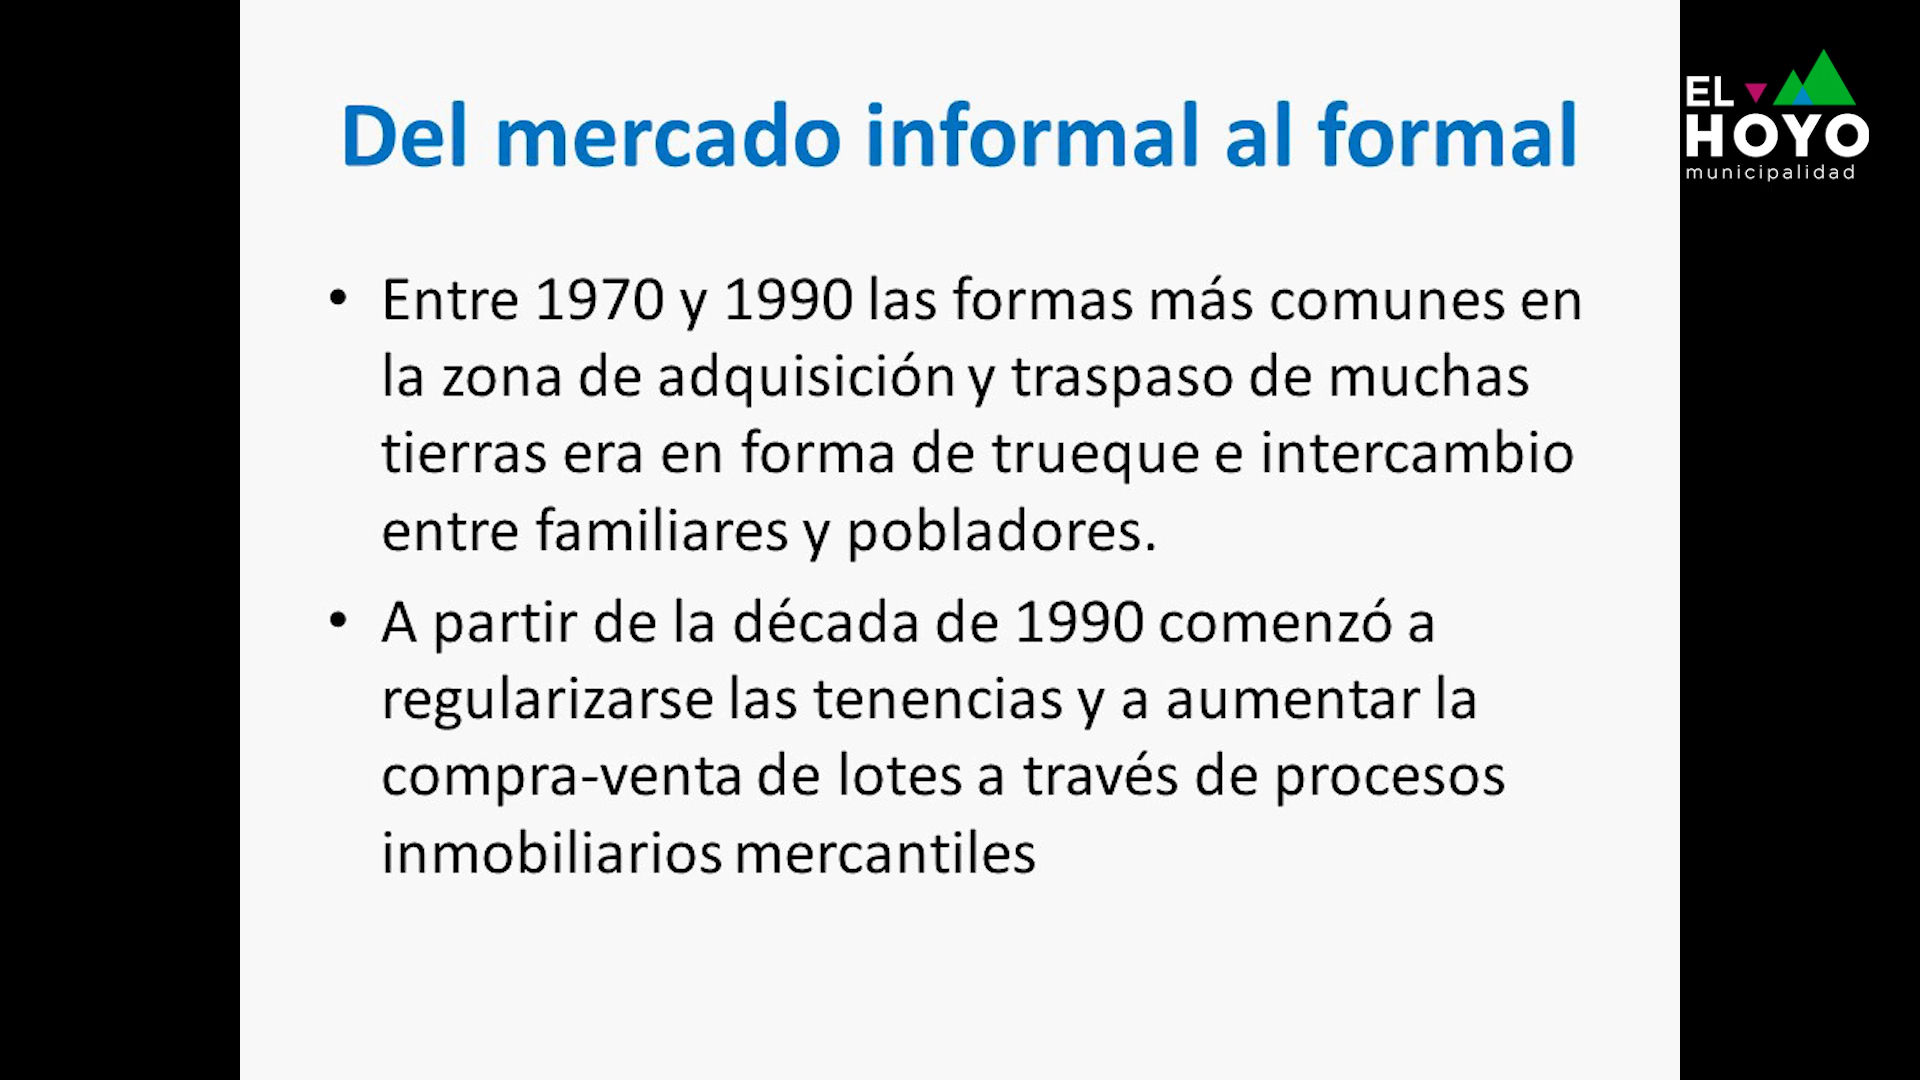 Del mercado informal al formal
EL
HOYO
municipalidad
• Entre 1970 y 1990 las formas más comunes en
la zona de adquisición y traspaso de muchas
tierras era en forma de trueque e intercambio
entre familiares y pobladores.
• A partir de la década de 1990 comenzó a
regularizarse las tenencias y a aumentar la
compra-venta de lotes a través de procesos
inmobiliarios mercantiles